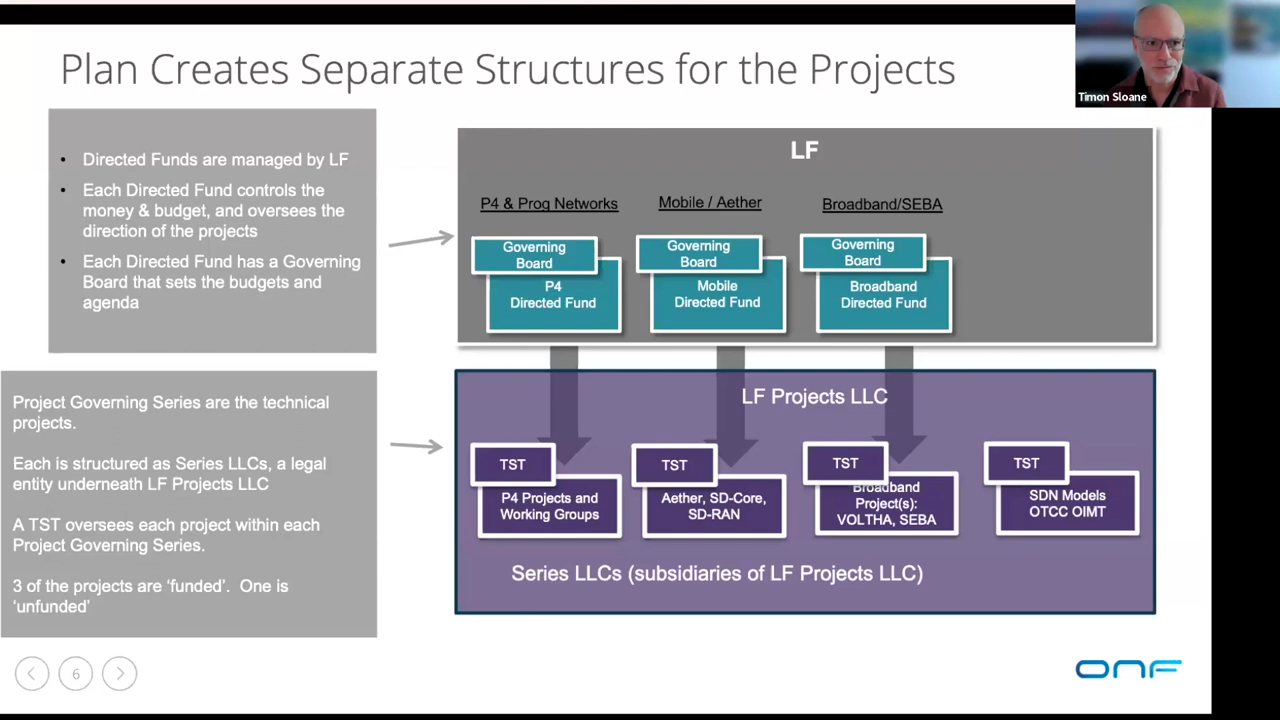 Plan Creates Separate Structures for the Projects
Timon Sloane
• Directed Funds are managed by LF
• Each Directed Fund controls the
money & budget, and oversees the
direction of the projects
• Each Directed Fund has a Governing
Board that sets the budgets and
agenda
LF
P4 & Prog Networks
Mobile / Aether
Broadband/SEBA
Governing
Board
P4
Directed Fund
Governing
Board
Mobile
Directed Fund
Governing
Board
Broadband
Directed Fund
Project Governing Series are the technical
projects.
Each is structured as Series LLCs, a legal
entity underneath LF Projects LLC
A TST oversees each project within each
Project Governing Series.
3 of the projects are ‘funded’. One is
‘unfunded’
LF Projects LLC
TST
P4 Projects and
Working Groups
TST
Aether, SD-Core,
SD-RAN
TST
Broadband
Project(s):
VOLTHA, SEBA
TST
SDN Models
OTCC OIMT
Series LLCs (subsidiaries of LF Projects LLC)
6
ONF